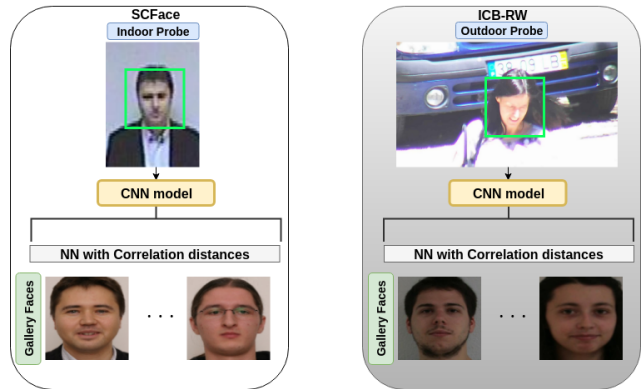 SCFace
Indoor Probe
CNN model
NN with Correlation distances
Gallery Faces
. . .
ICB-RW
Outdoor Probe
CNN model
NN with Correlation distances
Gallery Faces
. . .